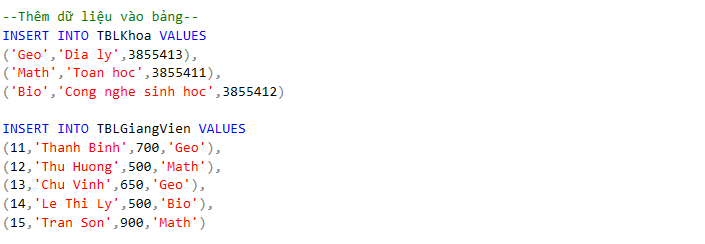 --Thêm dữ liệu vào bảng--
INSERT INTO TBLKhoa VALUES
('Geo','Dia ly',3855413),
('Math','Toan hoc',3855411),
('Bio','Cong nghe sinh hoc',3855412)
INSERT INTO TBLGiangVien VALUES
(11,'Thanh Binh',700,'Geo'),
(12,'Thu Huong',500,'Math'),
(13,'Chu Vinh',650,'Geo'),
(14,'Le Thi Ly',500,'Bio'),
(15,'Tran Son',900,'Math')